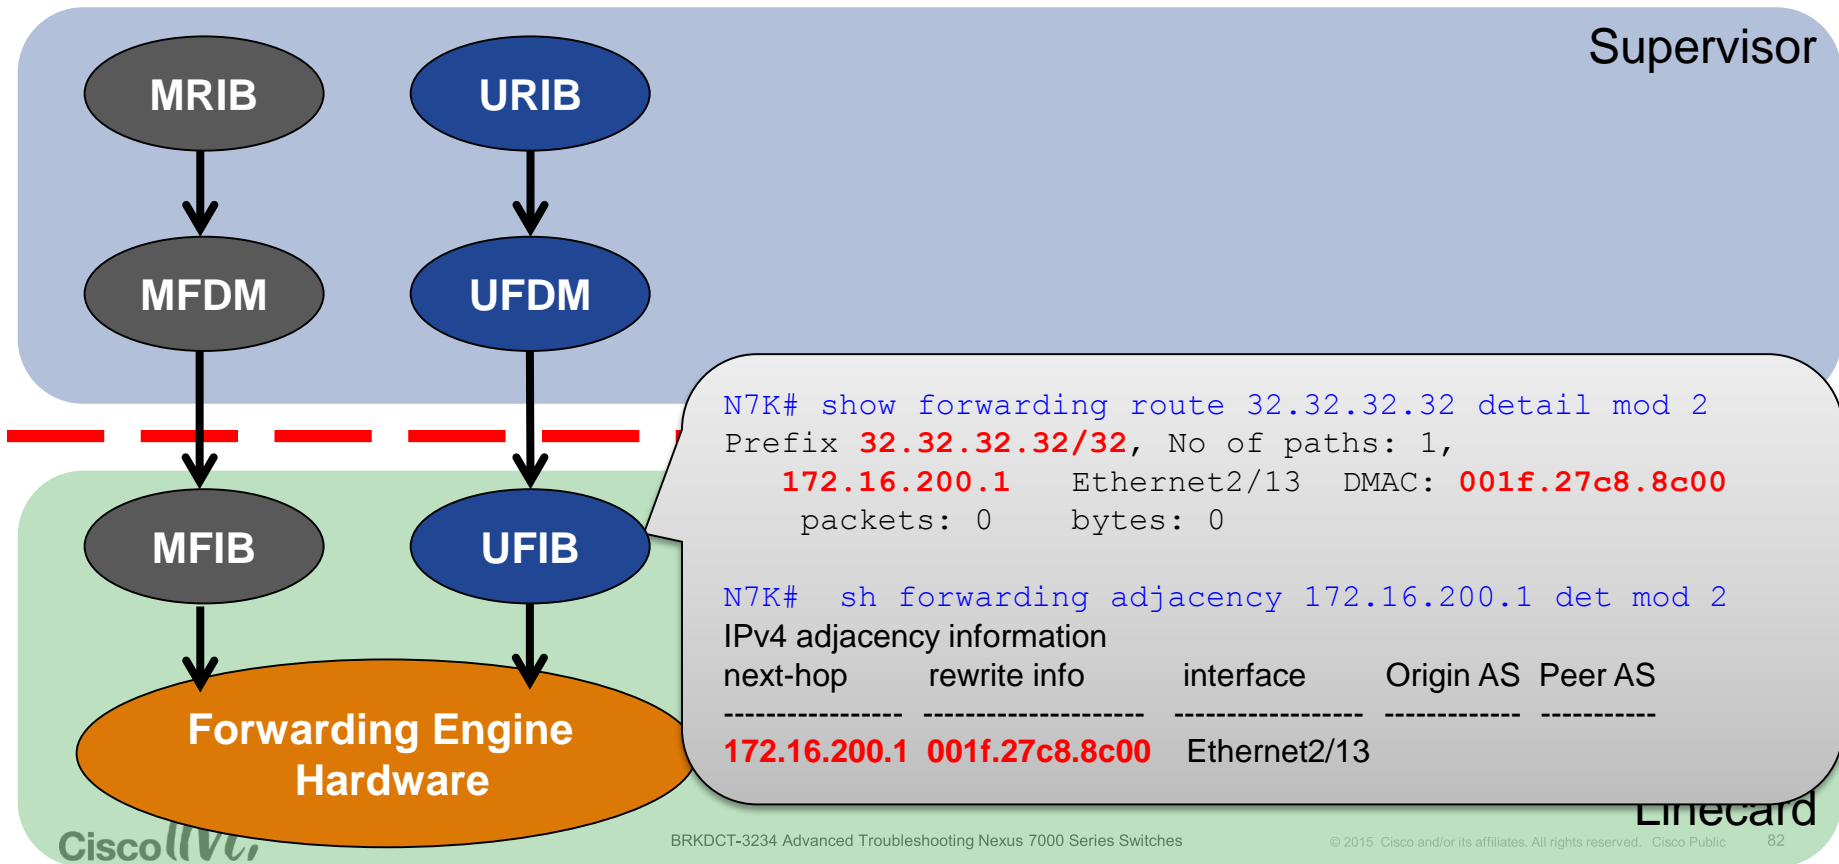 Supervisor
MRIB
URIB
MFDM
UFDM
N7K# show forwarding route 32.32.32.32 detail mod 2
Prefix 32.32.32.32/32, No of paths: 1,
172.16.200.1 Ethernet2/13 DMAC: 001f.27c8.8c00
packets: 0 bytes: 0
MFIB
UFIB
N7K# sh forwarding adjacency 172.16.200.1 det mod 2
IPv4 adjacency information
next-hop rewrite info interface Origin AS Peer AS
----------------- --------------------- ------------------ ------------- -----------
172.16.200.1 001f.27c8.8c00 Ethernet2/13
Forwarding Engine
Hardware
Linecard
Cisco live!
BRKDCT-3234 Advanced Troubleshooting Nexus 7000 Series Switches
© 2015 Cisco and/or its affiliates. All rights reserved. Cisco Public
82